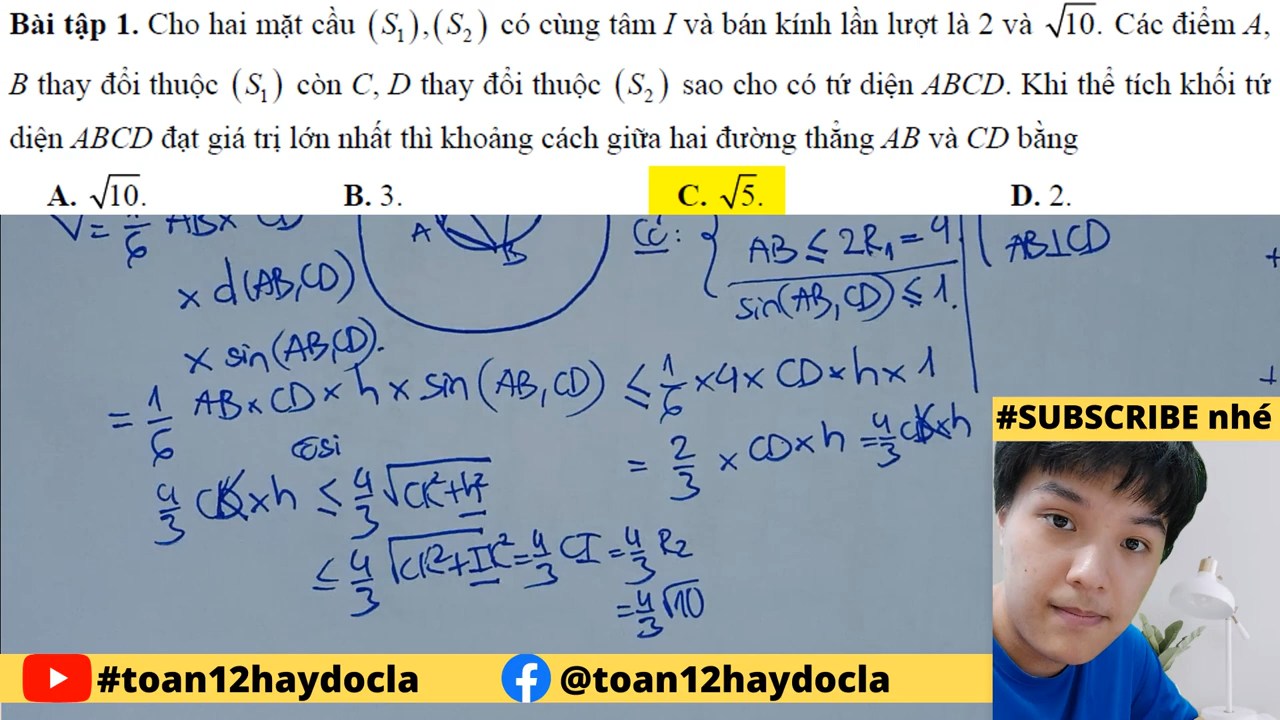 Bài tập 1. Cho hai mặt cầu (S₁),(S₂) có cùng tâm I và bán kính lần lượt là 2 và √10. Các điểm A,
B thay đổi thuộc (S₁) còn C, D thay đổi thuộc (S₂) sao cho có tứ diện ABCD. Khi thể tích khối tứ
diện ABCD đạt giá trị lớn nhất thì khoảng cách giữa hai đường thẳng AB và CD bằng
A. √10. B. 3. C. √5. D. 2.
V = 1/6 AB× CD
× d(AB, CD)
× sin(AB,CD).
A
B
CÓ: { AB ≤ 2R₁ = 4
sin(AB, CD) ≤ 1.
AB⊥CD
= 1/6 AB×CD×h×sin(AB,CD) ≤ 1/6 ×4×CD×h×1
= 2/3 × CD×h = 4/3 CK×h
Cosi
4/3 CK×h ≤ 4/3 √CK²+h²
≤ 4/3 √CK²+IK² = 4/3 CI = 4/3 R₂
= 4/3 √10
#SUBSCRIBE nhé
#toan12haydocla @toan12haydocla